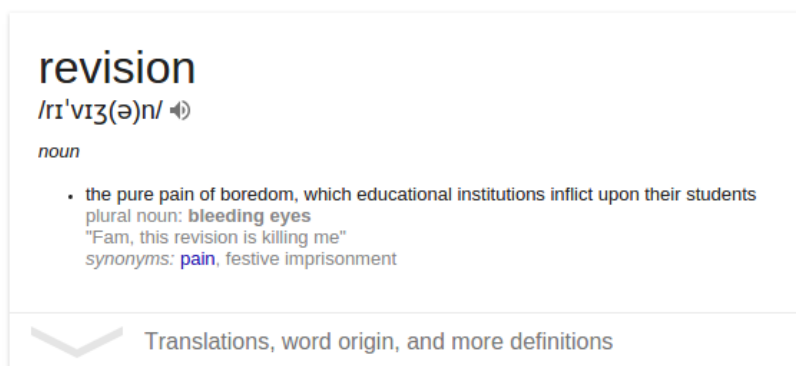 revision
/rɪˈvɪʒ(ə)n/
noun
• the pure pain of boredom, which educational institutions inflict upon their students
plural noun: bleeding eyes
"Fam, this revision is killing me"
synonyms: pain, festive imprisonment
Translations, word origin, and more definitions